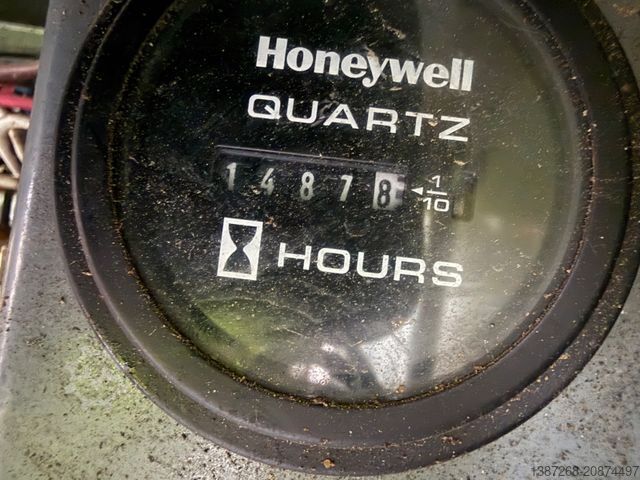 Honeywell
QUARTZ
14878 ◄ 1/10
HOURS
1387268-20874497